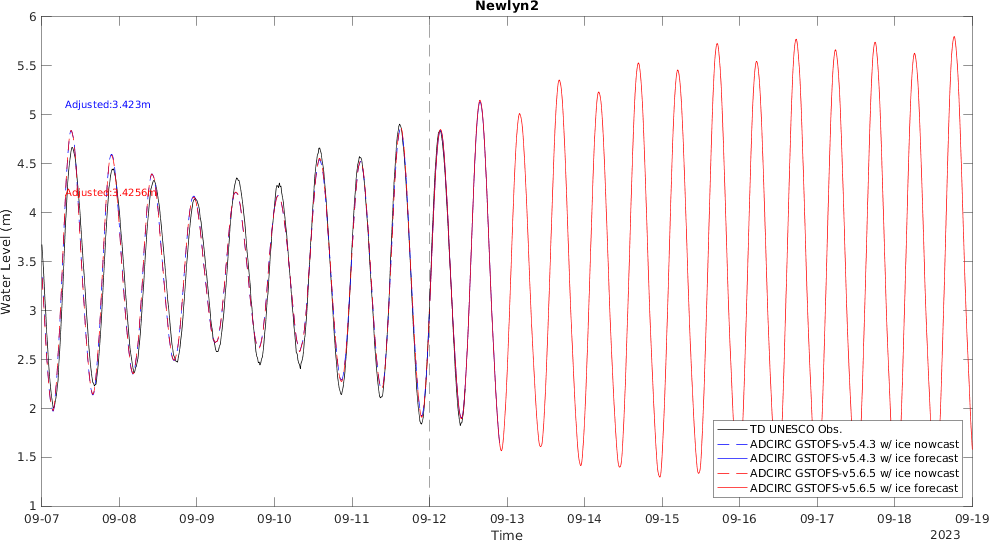 Newlyn2
6
5.5
5
4.5
4
3.5
3
2.5
2
1.5
1
Water Level (m)
Adjusted:3.423m
Adjusted:3.4256m
TD UNESCO Obs.
ADCIRC GSTOFS-v5.4.3 w/ ice nowcast
ADCIRC GSTOFS-v5.4.3 w/ ice forecast
ADCIRC GSTOFS-v5.6.5 w/ ice nowcast
ADCIRC GSTOFS-v5.6.5 w/ ice forecast
09-07 09-08 09-09 09-10 09-11 09-12 09-13 09-14 09-15 09-16 09-17 09-18 09-19
Time
2023